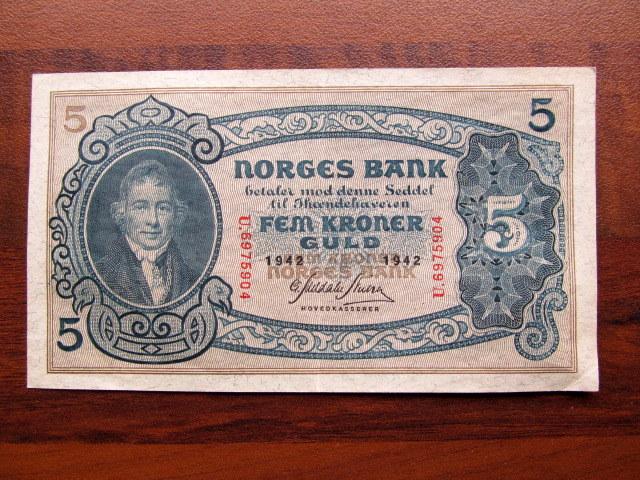 5 5
NORGES BANK
betaler mod denne Seddel
til Ihændehaveren
FEM KRONER
GULD
1942 1942
NORGES BANK
HOVEDKASSERER
U.6975904
U.6975904
5
5